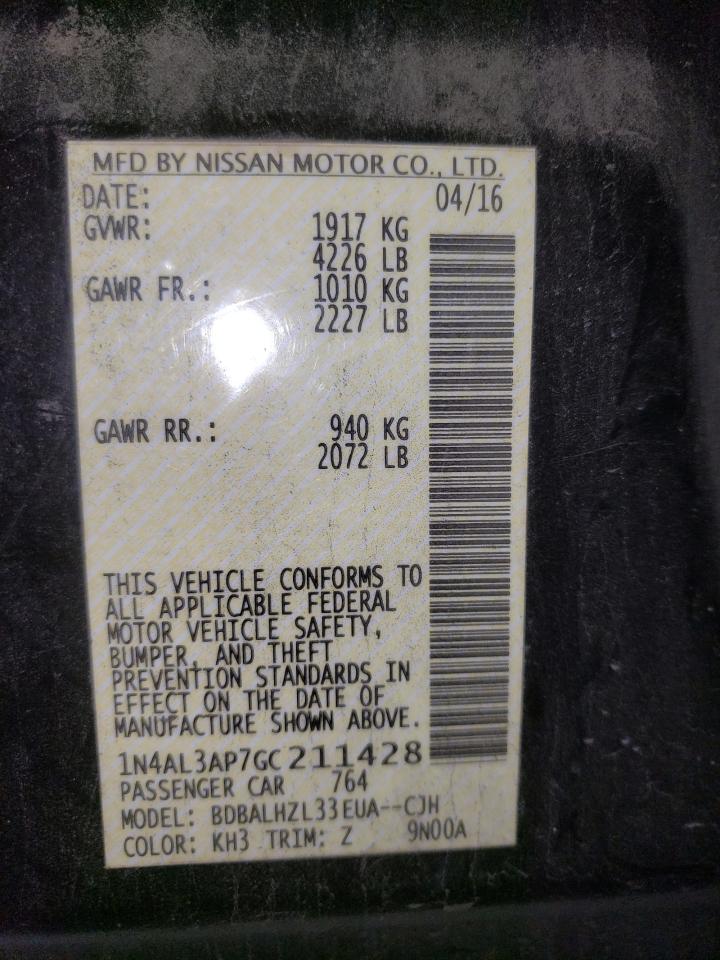 MFD BY NISSAN MOTOR CO., LTD.
DATE: 04/16
GVWR: 1917 KG
4226 LB
GAWR FR.: 1010 KG
2227 LB
GAWR RR.: 940 KG
2072 LB
THIS VEHICLE CONFORMS TO
ALL APPLICABLE FEDERAL
MOTOR VEHICLE SAFETY,
BUMPER, AND THEFT
PREVENTION STANDARDS IN
EFFECT ON THE DATE OF
MANUFACTURE SHOWN ABOVE.
1N4AL3AP7GC211428
PASSENGER CAR 764
MODEL: BDBALHZL33EUA--CJH
COLOR: KH3 TRIM: Z 9N00A